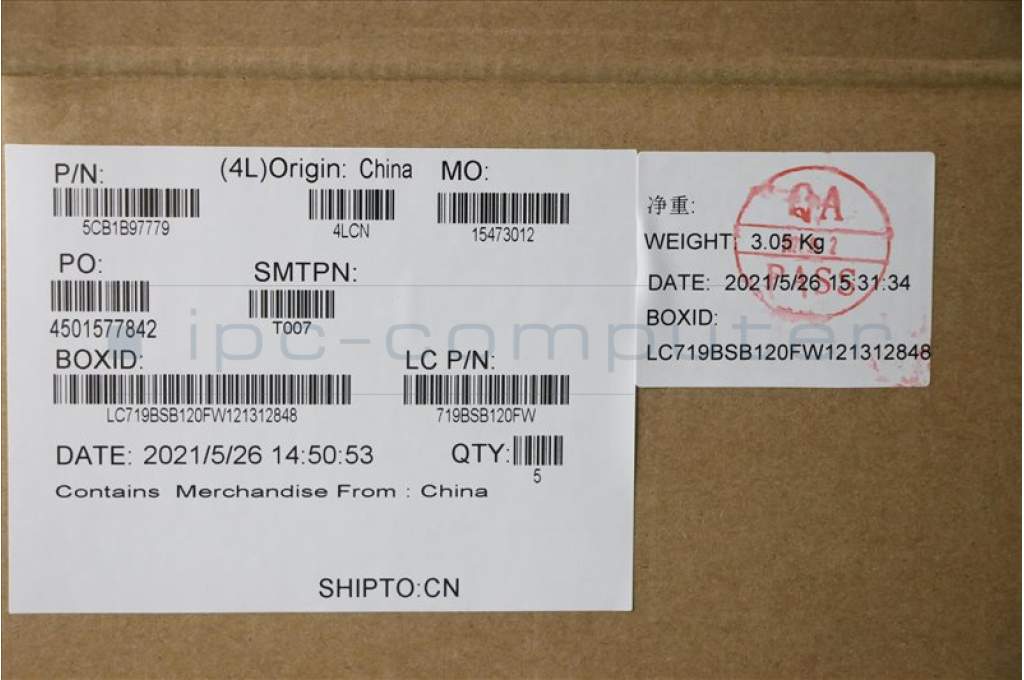 P/N: (4L)Origin: China MO:
5CB1B97779 4LCN 15473012
PO: SMTPN:
4501577842 T007
BOXID: LC P/N:
LC719BSB120FW121312848 719BSB120FW
DATE: 2021/5/26 14:50:53 QTY:
5
Contains Merchandise From : China
SHIPTO:CN
净重:
WEIGHT: 3.05 Kg
DATE: 2021/5/26 15:31:34
BOXID:
LC719BSB120FW121312848
QA
PASS
ipc-computer